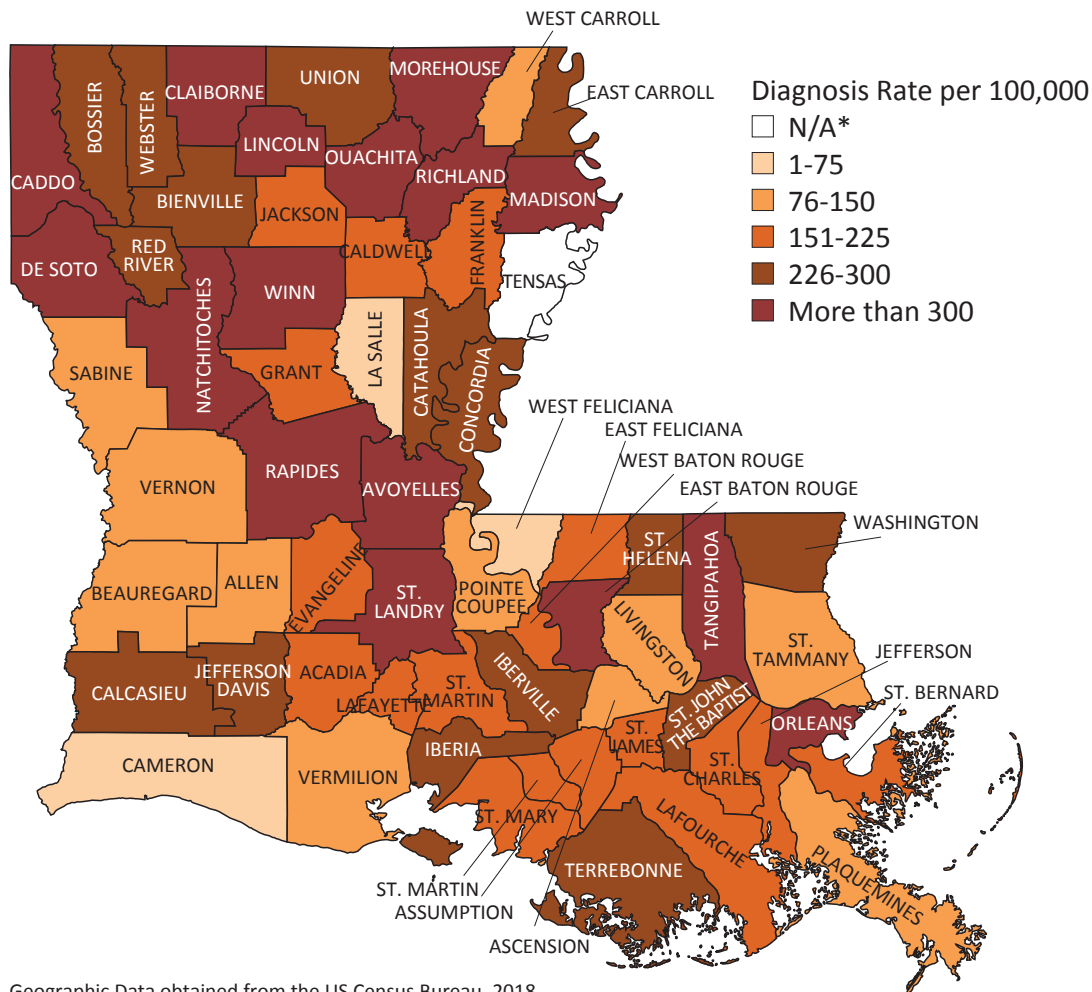 WEST CARROLL
MOREHOUSE
UNION
CLAIBORNE
EAST CARROLL
BOSSIER
WEBSTER
LINCOLN
OUACHITA
RICHLAND
CADDO
MADISON
BIENVILLE
JACKSON
FRANKLIN
CALDWELL
RED
RIVER
DE SOTO
TENSAS
WINN
NATCHITOCHES
LA SALLE
CATAHOULA
CONCORDIA
SABINE
GRANT
Diagnosis Rate per 100,000
N/A*
1-75
76-150
151-225
226-300
More than 300
WEST FELICIANA
EAST FELICIANA
WEST BATON ROUGE
EAST BATON ROUGE
RAPIDES
VERNON
AVOYELLES
WASHINGTON
ST.
HELENA
TANGIPAHOA
EVANGELINE
ALLEN
BEAUREGARD
ST.
LANDRY
POINTE
COUPEE
LIVINGSTON
ST.
TAMMANY
JEFFERSON
ST. BERNARD
CALCASIEU
JEFFERSON
DAVIS
ACADIA
LAFAYETTE
ST.
MARTIN
IBERVILLE
ST. JOHN
THE BAPTIST
ORLEANS
CAMERON
VERMILION
IBERIA
ST.
JAMES
ST.
CHARLES
ST. MARY
LAFOURCHE
TERREBONNE
PLAQUEMINES
ST. MARTIN
ASSUMPTION
ASCENSION
Geographic Data obtained from the US Census Bureau, 2018